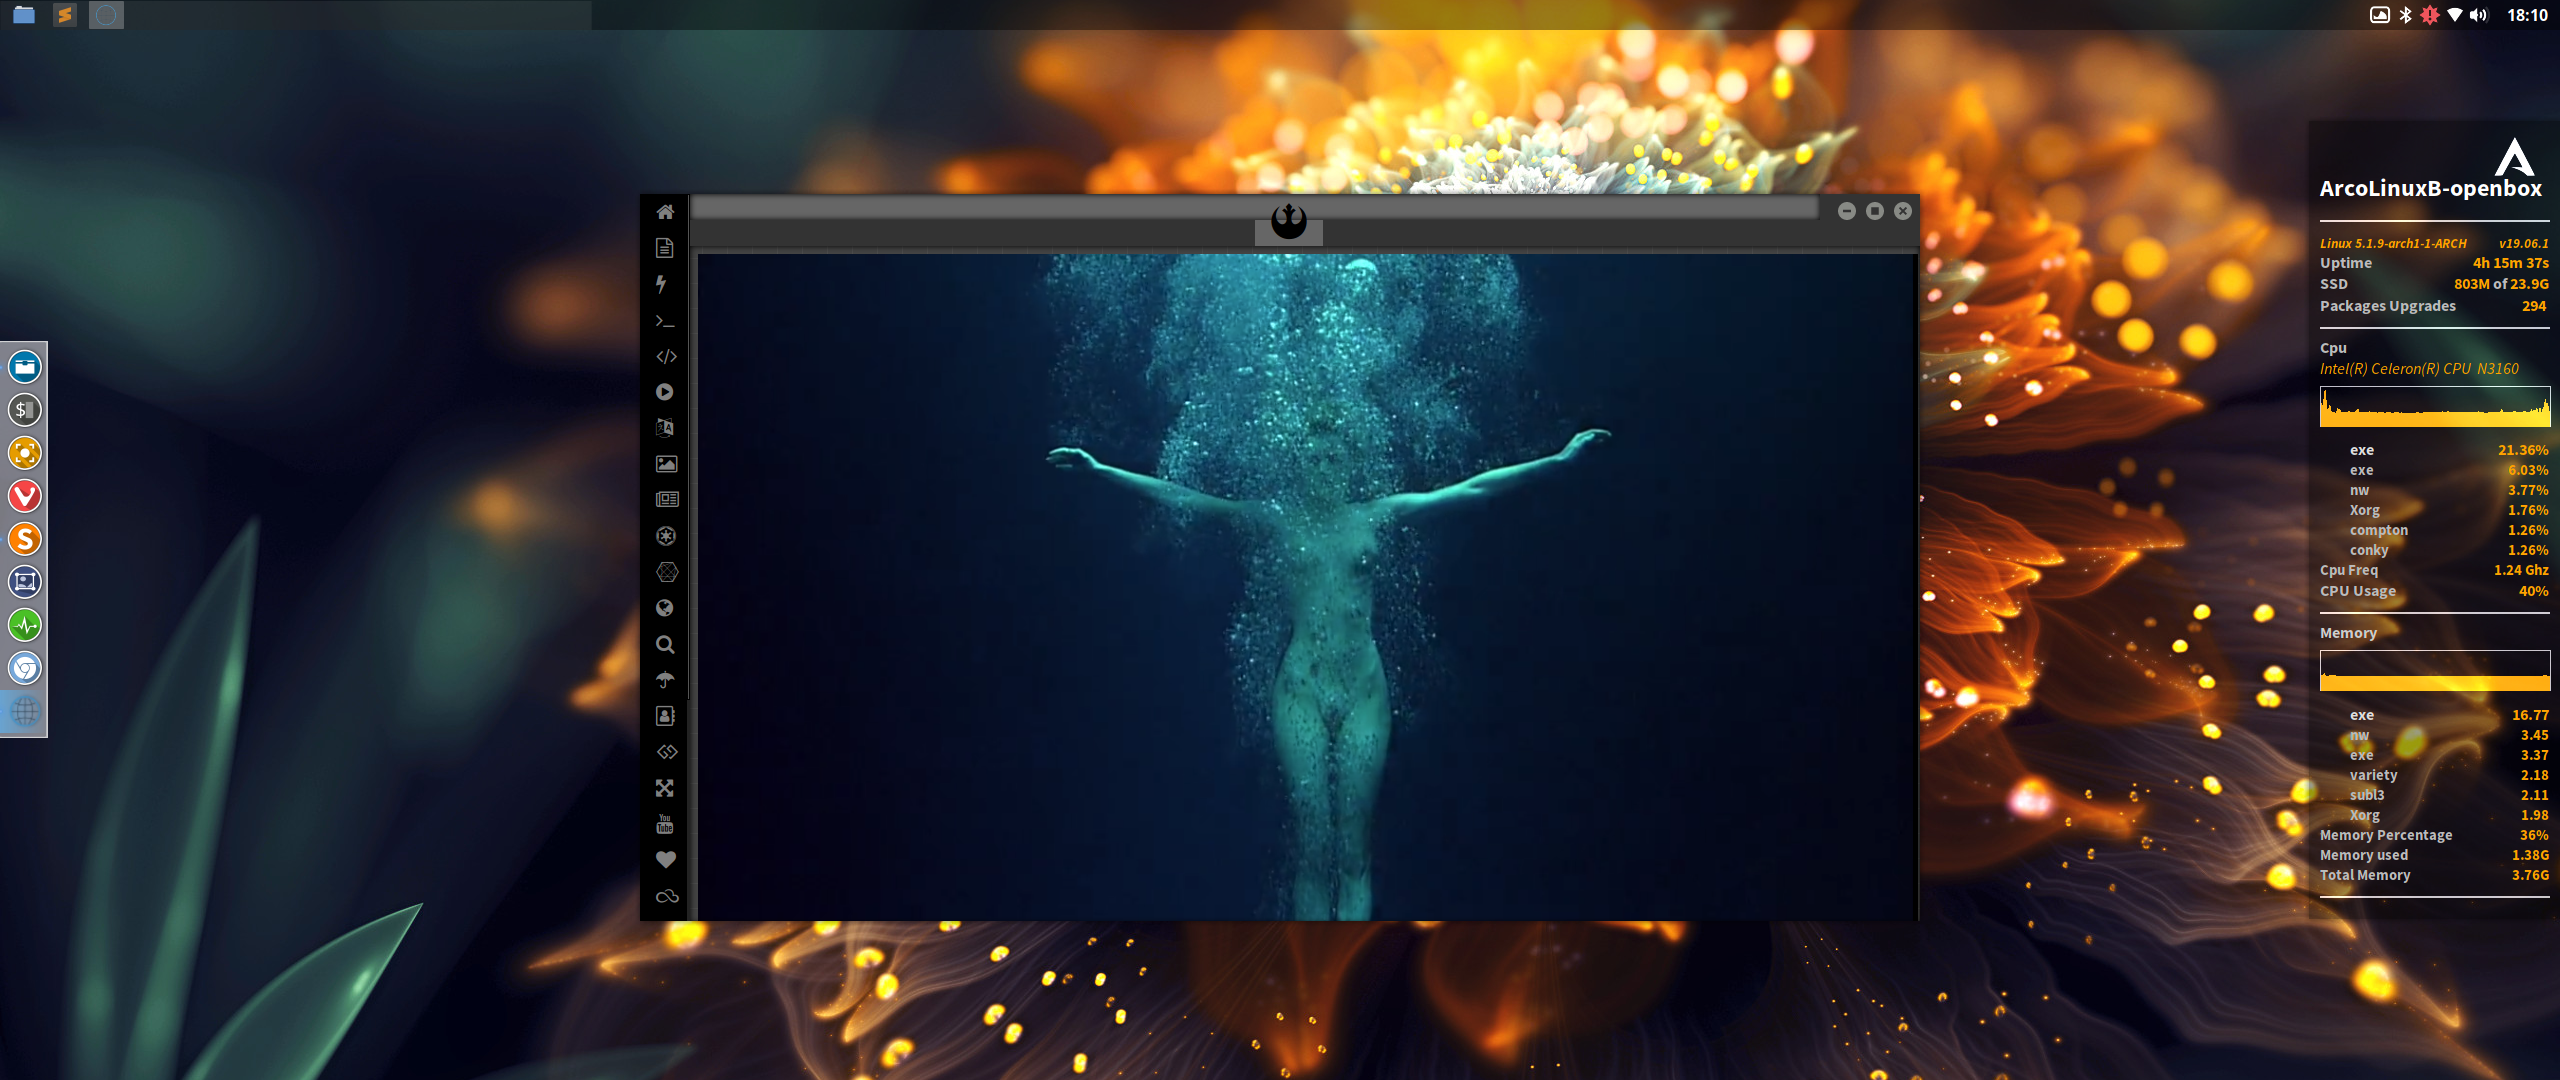 18:10
ArcoLinuxB-openbox
Linux 5.1.9-arch1-1-ARCH v19.06.1
Uptime 4h 15m 37s
SSD 803M of 23.9G
Packages Upgrades 294
Cpu
Intel(R) Celeron(R) CPU N3160
exe 21.36%
exe 6.03%
nw 3.77%
Xorg 1.76%
compton 1.26%
conky 1.26%
Cpu Freq 1.24 Ghz
CPU Usage 40%
Memory
exe 16.77
nw 3.45
exe 3.37
variety 2.18
subl3 2.11
Xorg 1.98
Memory Percentage 36%
Memory used 1.38G
Total Memory 3.76G
You
Tube